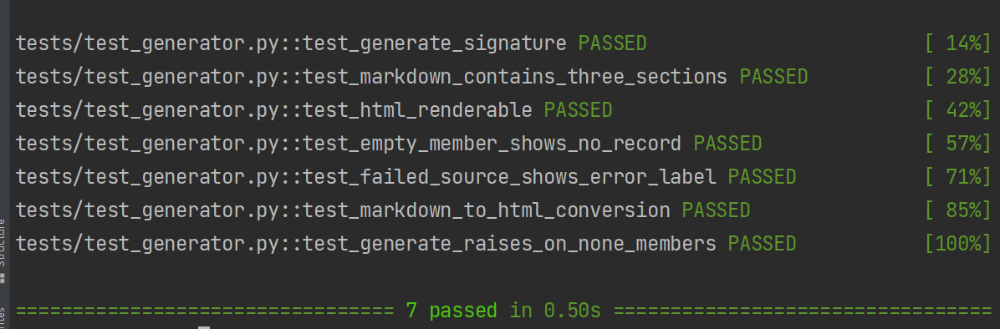 tests/test_generator.py::test_generate_signature PASSED [ 14%]
tests/test_generator.py::test_markdown_contains_three_sections PASSED [ 28%]
tests/test_generator.py::test_html_renderable PASSED [ 42%]
tests/test_generator.py::test_empty_member_shows_no_record PASSED [ 57%]
tests/test_generator.py::test_failed_source_shows_error_label PASSED [ 71%]
tests/test_generator.py::test_markdown_to_html_conversion PASSED [ 85%]
tests/test_generator.py::test_generate_raises_on_none_members PASSED [100%]
================================= 7 passed in 0.50s =================================
Structure